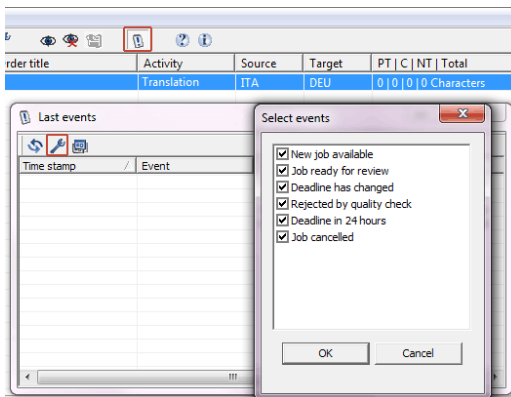 rder title Activity Source Target PT | C | NT | Total
Translation ITA DEU 0 | 0 | 0 | 0 Characters
Last events
Time stamp Event
Select events
New job available
Job ready for review
Deadline has changed
Rejected by quality check
Deadline in 24 hours
Job cancelled
OK Cancel